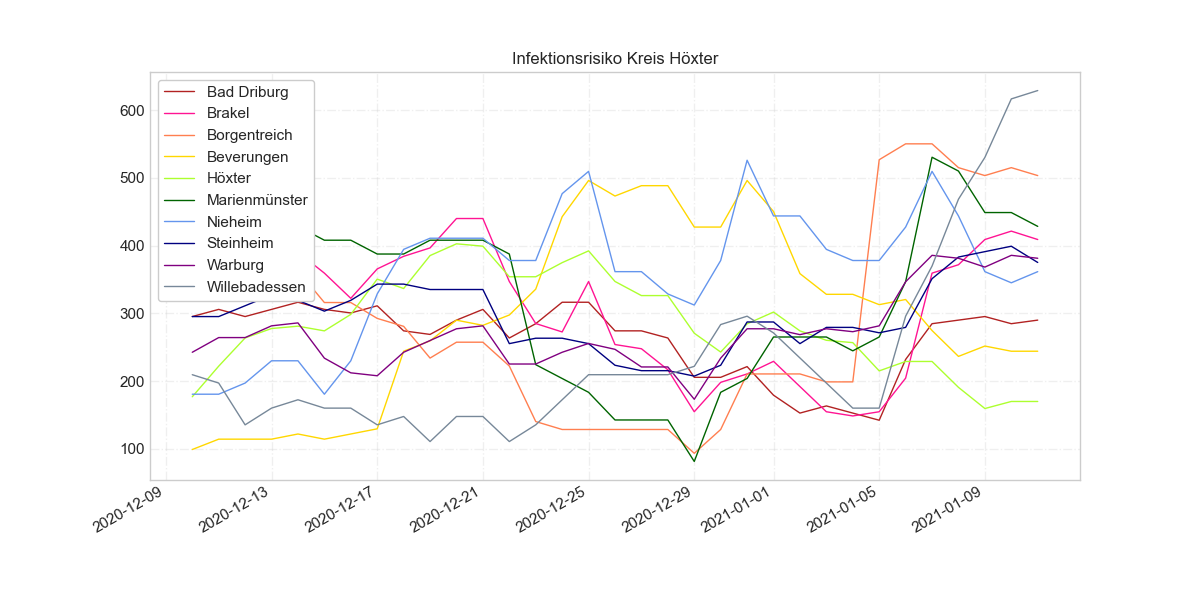 Infektionsrisiko Kreis Höxter
Bad Driburg
Brakel
Borgentreich
Beverungen
Höxter
Marienmünster
Nieheim
Steinheim
Warburg
Willebadessen
600
500
400
300
200
100
2020-12-09
2020-12-13
2020-12-17
2020-12-21
2020-12-25
2020-12-29
2021-01-01
2021-01-05
2021-01-09